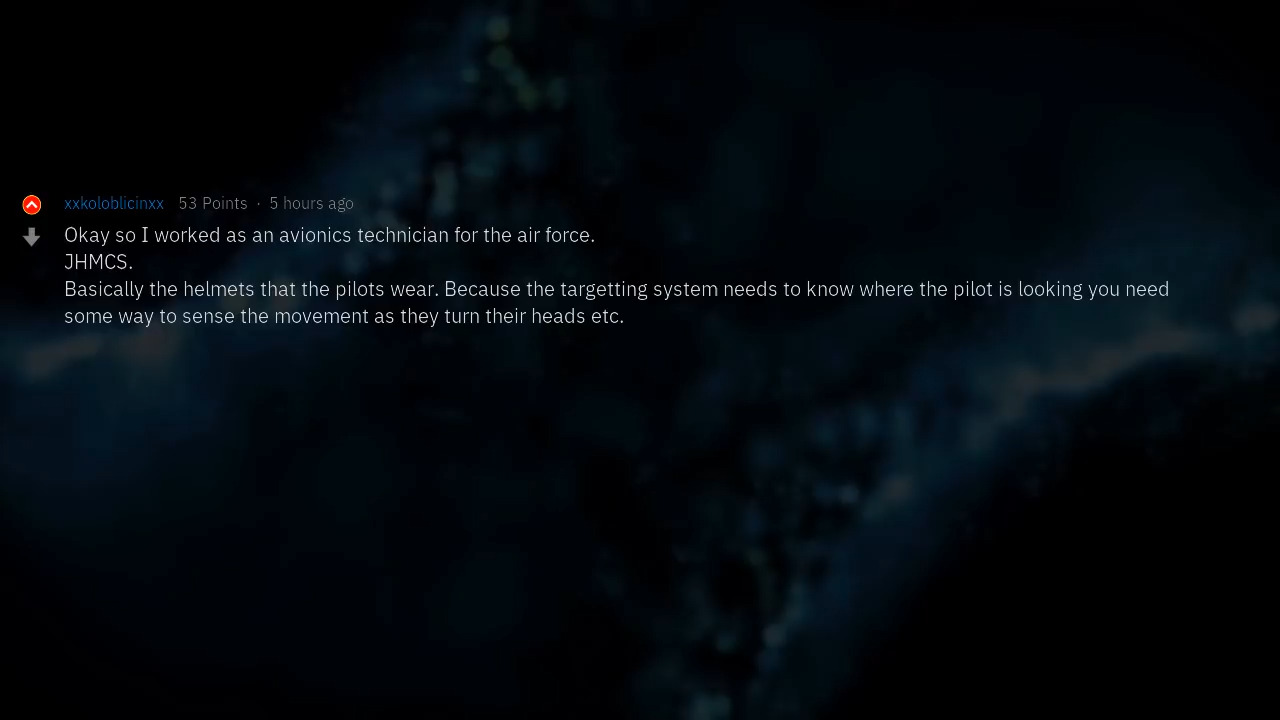 xxkoloblicinxx 53 Points · 5 hours ago
Okay so I worked as an avionics technician for the air force.
JHMCS.
Basically the helmets that the pilots wear. Because the targetting system needs to know where the pilot is looking you need
some way to sense the movement as they turn their heads etc.